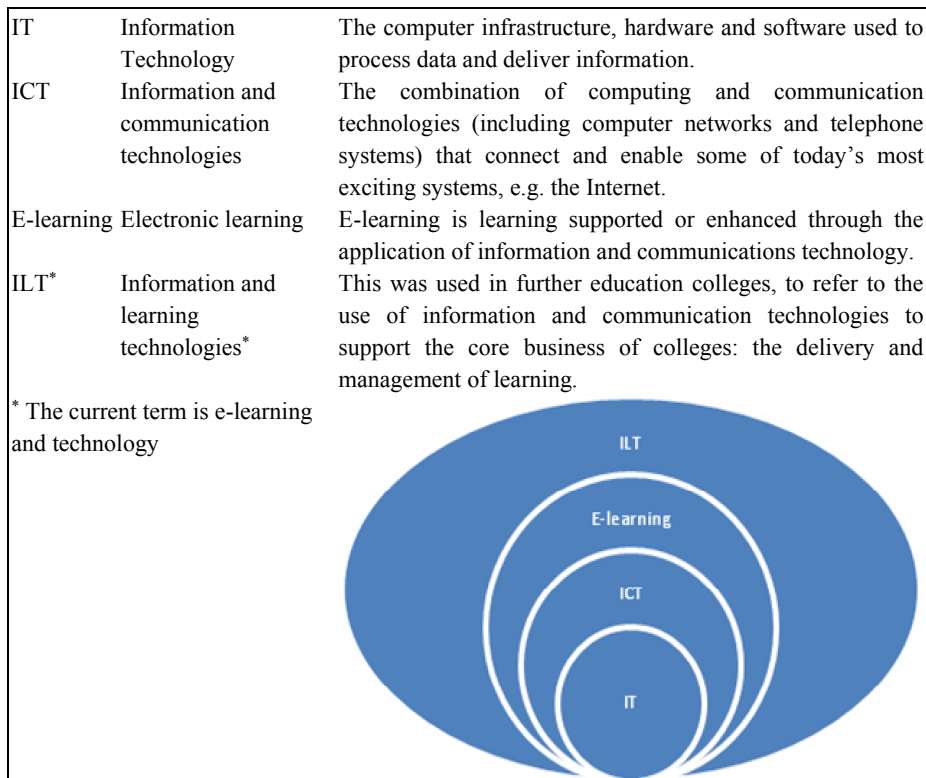 IT Information The computer infrastructure, hardware and software used to
Technology process data and deliver information.
ICT Information and The combination of computing and communication
communication technologies (including computer networks and telephone
technologies systems) that connect and enable some of today’s most
exciting systems, e.g. the Internet.
E-learning Electronic learning E-learning is learning supported or enhanced through the
application of information and communications technology.
ILT* Information and This was used in further education colleges, to refer to the
learning use of information and communication technologies to
technologies* support the core business of colleges: the delivery and
management of learning.
* The current term is e-learning
and technology
ILT
E-learning
ICT
IT